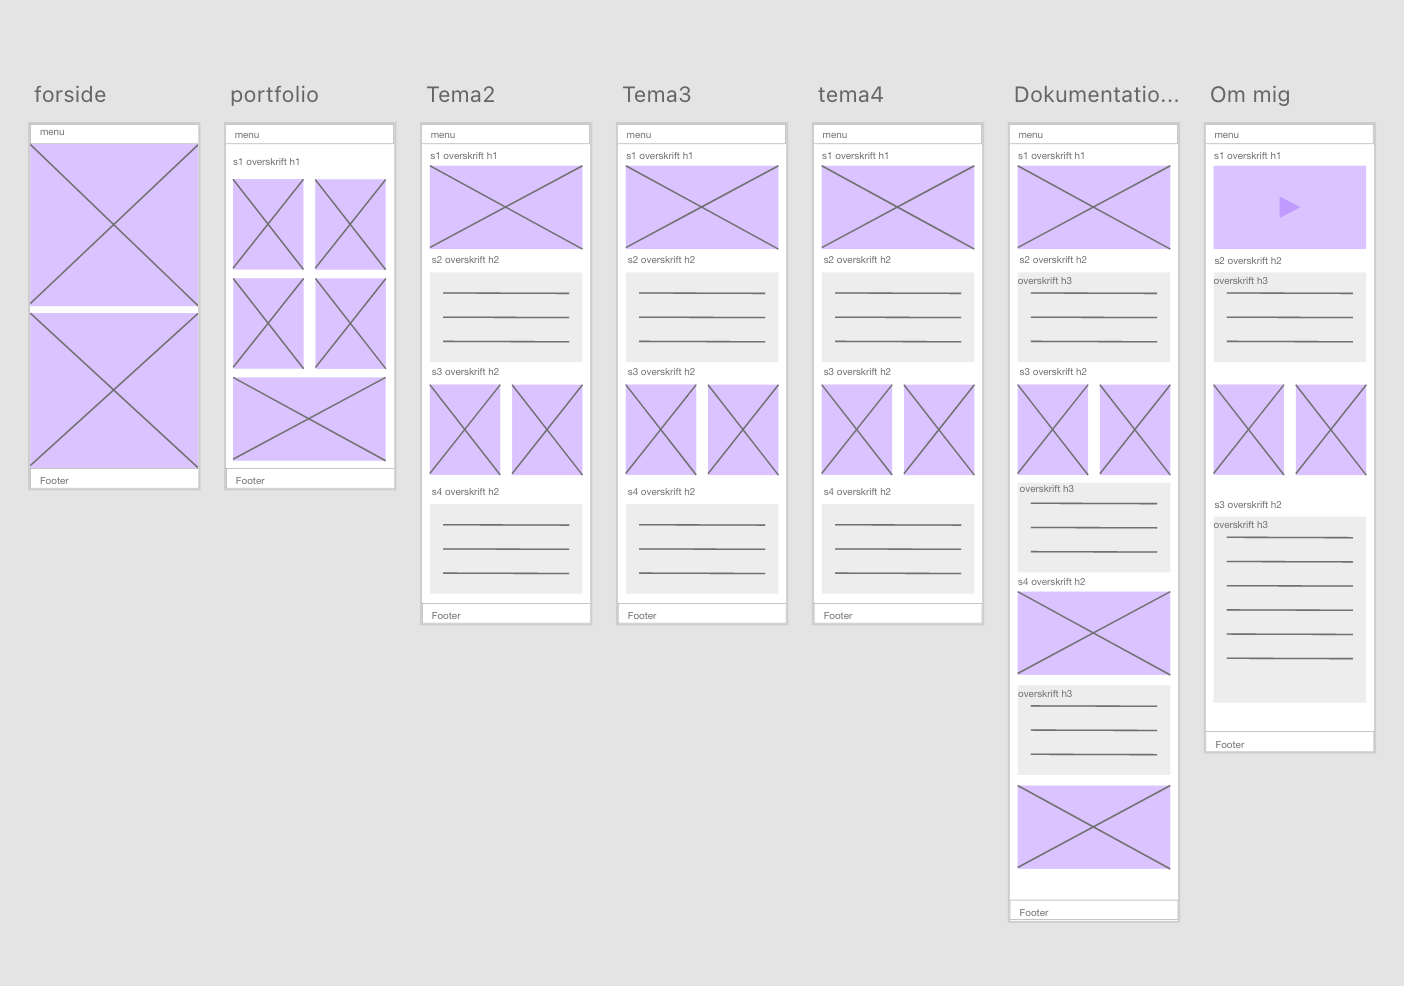 forside
menu
Footer
portfolio
menu
s1 overskrift h1
Footer
Tema2
menu
s1 overskrift h1
s2 overskrift h2
s3 overskrift h2
s4 overskrift h2
Footer
Tema3
menu
s1 overskrift h1
s2 overskrift h2
s3 overskrift h2
s4 overskrift h2
Footer
tema4
menu
s1 overskrift h1
s2 overskrift h2
s3 overskrift h2
s4 overskrift h2
Footer
Dokumentatio...
menu
s1 overskrift h1
s2 overskrift h2
overskrift h3
s3 overskrift h2
overskrift h3
s4 overskrift h2
overskrift h3
Footer
Om mig
menu
s1 overskrift h1
s2 overskrift h2
overskrift h3
s3 overskrift h2
overskrift h3
Footer